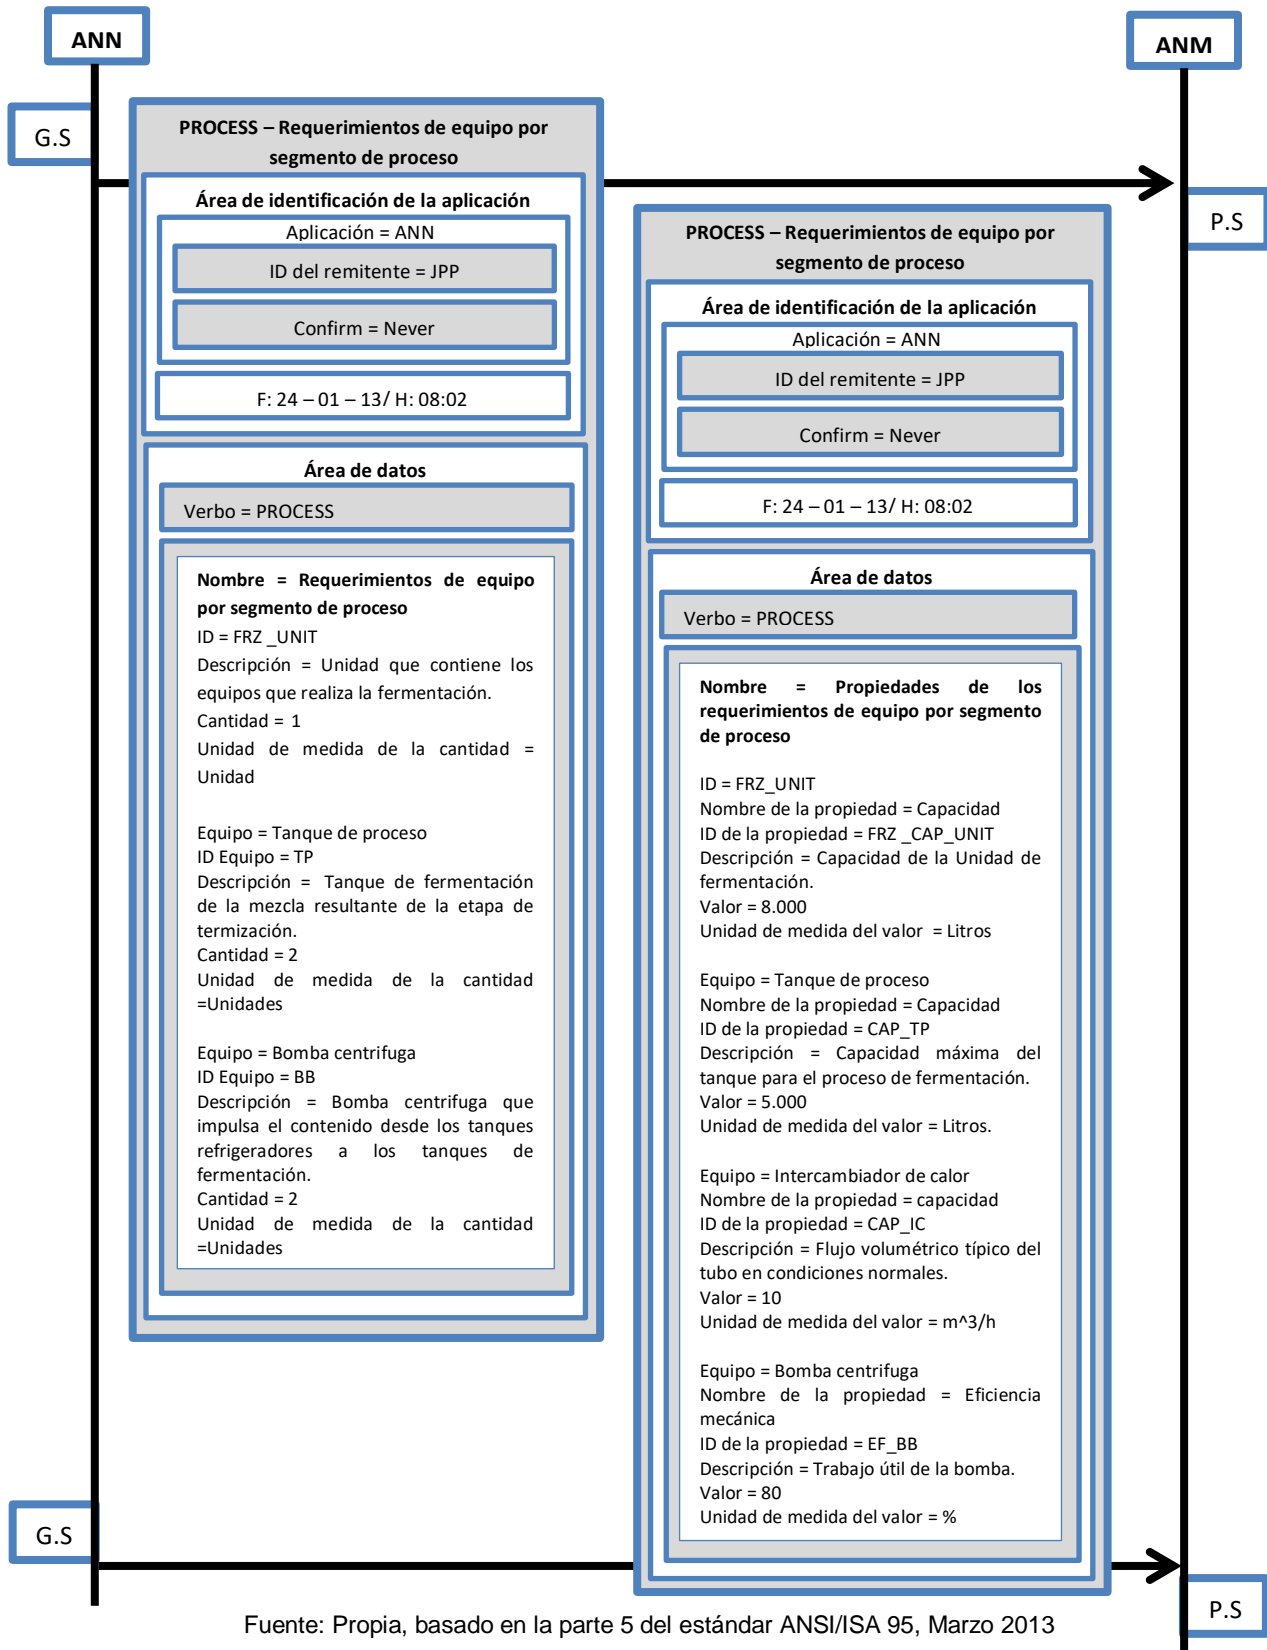 ANN
ANM
G.S
P.S
PROCESS – Requerimientos de equipo por
segmento de proceso
Área de identificación de la aplicación
Aplicación = ANN
ID del remitente = JPP
Confirm = Never
F: 24 – 01 – 13/ H: 08:02
Área de datos
Verbo = PROCESS
Nombre = Requerimientos de equipo
por segmento de proceso
ID = FRZ _UNIT
Descripción = Unidad que contiene los
equipos que realiza la fermentación.
Cantidad = 1
Unidad de medida de la cantidad =
Unidad
Equipo = Tanque de proceso
ID Equipo = TP
Descripción = Tanque de fermentación
de la mezcla resultante de la etapa de
termización.
Cantidad = 2
Unidad de medida de la cantidad
=Unidades
Equipo = Bomba centrifuga
ID Equipo = BB
Descripción = Bomba centrifuga que
impulsa el contenido desde los tanques
refrigeradores a los tanques de
fermentación.
Cantidad = 2
Unidad de medida de la cantidad
=Unidades
PROCESS – Requerimientos de equipo por
segmento de proceso
Área de identificación de la aplicación
Aplicación = ANN
ID del remitente = JPP
Confirm = Never
F: 24 – 01 – 13/ H: 08:02
Área de datos
Verbo = PROCESS
Nombre = Propiedades de los
requerimientos de equipo por segmento
de proceso
ID = FRZ_UNIT
Nombre de la propiedad = Capacidad
ID de la propiedad = FRZ _CAP_UNIT
Descripción = Capacidad de la Unidad de
fermentación.
Valor = 8.000
Unidad de medida del valor = Litros
Equipo = Tanque de proceso
Nombre de la propiedad = Capacidad
ID de la propiedad = CAP_TP
Descripción = Capacidad máxima del
tanque para el proceso de fermentación.
Valor = 5.000
Unidad de medida del valor = Litros.
Equipo = Intercambiador de calor
Nombre de la propiedad = capacidad
ID de la propiedad = CAP_IC
Descripción = Flujo volumétrico típico del
tubo en condiciones normales.
Valor = 10
Unidad de medida del valor = m^3/h
Equipo = Bomba centrifuga
Nombre de la propiedad = Eficiencia
mecánica
ID de la propiedad = EF_BB
Descripción = Trabajo útil de la bomba.
Valor = 80
Unidad de medida del valor = %
G.S
P.S
Fuente: Propia, basado en la parte 5 del estándar ANSI/ISA 95, Marzo 2013